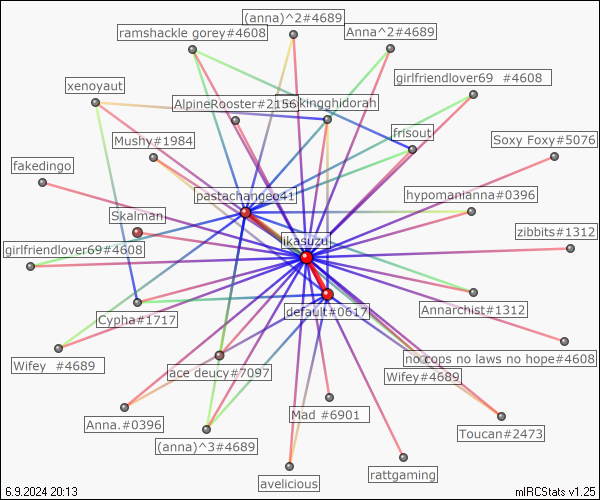 (anna)^2#4689
ramshackle gorey#4608
Anna^2#4689
girlfriendlover69 #4608
xenoyaut
AlpineRooster#2156
kingghidorah
frisout
Mushy#1984
Soxy Foxy#5076
fakedingo
pastachangeo41
hypomanianna#0396
Skalman
zibbits#1312
ikasuzu
girlfriendlover69#4608
default#0617
Annarchist#1312
Cypha#1717
Wifey #4689
no cops no laws no hope#4608
ace deucy#7097
Wifey#4689
Anna.#0396
Mad #6901
Toucan#2473
(anna)^3#4689
avelicious
rattgaming
6.9.2024 20:13
mIRCStats v1.25